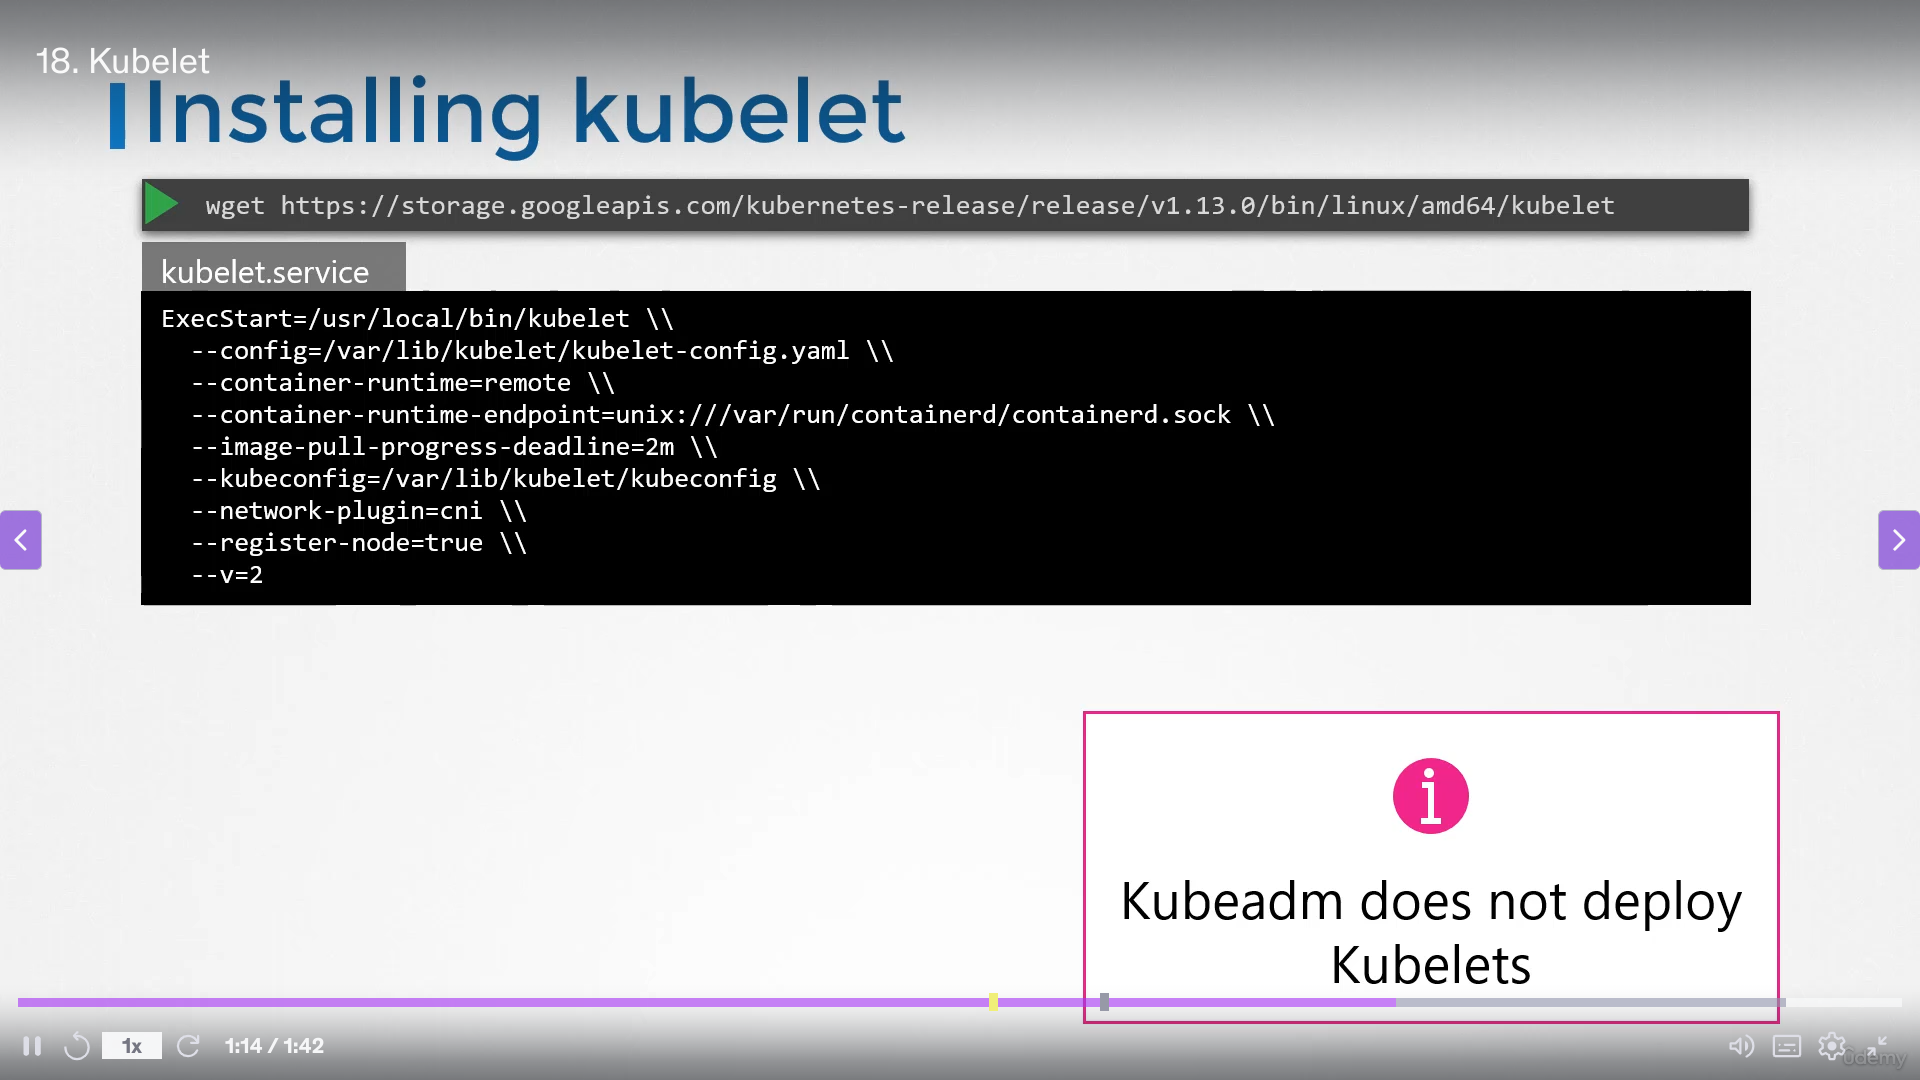 18. Kubelet
Installing kubelet
wget https://storage.googleapis.com/kubernetes-release/release/v1.13.0/bin/linux/amd64/kubelet
kubelet.service
ExecStart=/usr/local/bin/kubelet \\
--config=/var/lib/kubelet/kubelet-config.yaml \\
--container-runtime=remote \\
--container-runtime-endpoint=unix:///var/run/containerd/containerd.sock \\
--image-pull-progress-deadline=2m \\
--kubeconfig=/var/lib/kubelet/kubeconfig \\
--network-plugin=cni \\
--register-node=true \\
--v=2
Kubeadm does not deploy
Kubelets
1x
1:14 / 1:42
ûdemy